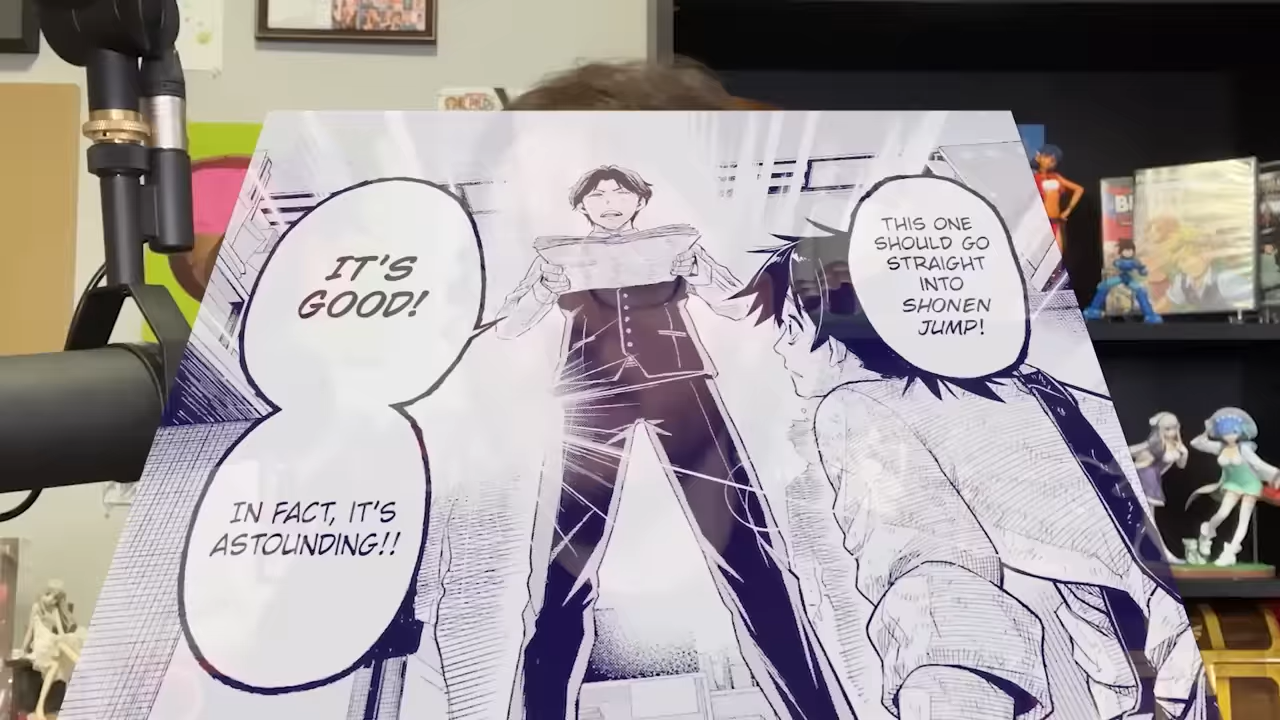 IT'S
GOOD!
IN FACT, IT'S
ASTOUNDING!!
THIS ONE
SHOULD GO
STRAIGHT
INTO
SHONEN
JUMP!